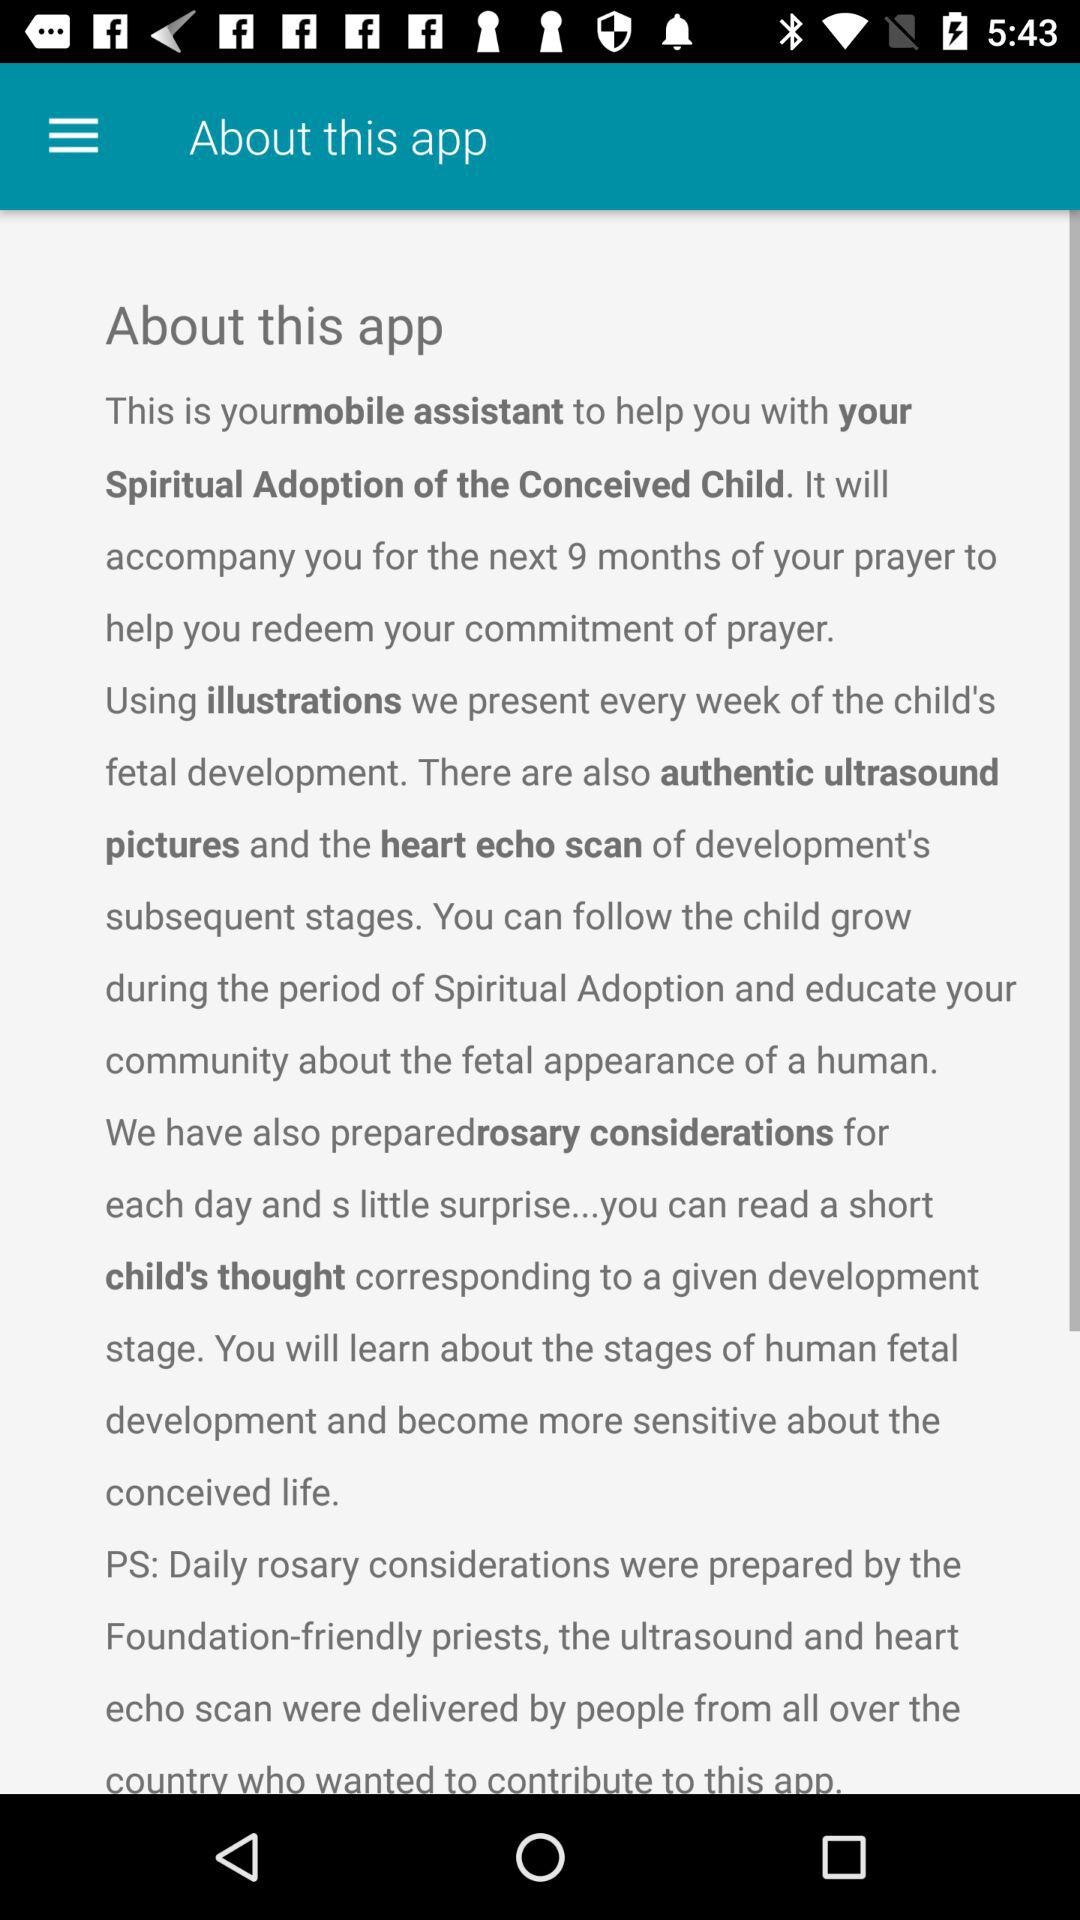 5:43
About this app
About this app
This is yourmobile assistant to help you with your
Spiritual Adoption of the Conceived Child. It will
accompany you for the next 9 months of your prayer to
help you redeem your commitment of prayer.
Using illustrations we present every week of the child's
fetal development. There are also authentic ultrasound
pictures and the heart echo scan of development's
subsequent stages. You can follow the child grow
during the period of Spiritual Adoption and educate your
community about the fetal appearance of a human.
We have also preparedrosary considerations for
each day and s little surprise...you can read a short
child's thought corresponding to a given development
stage. You will learn about the stages of human fetal
development and become more sensitive about the
conceived life.
PS: Daily rosary considerations were prepared by the
Foundation-friendly priests, the ultrasound and heart
echo scan were delivered by people from all over the
country who wanted to contribute to this app.